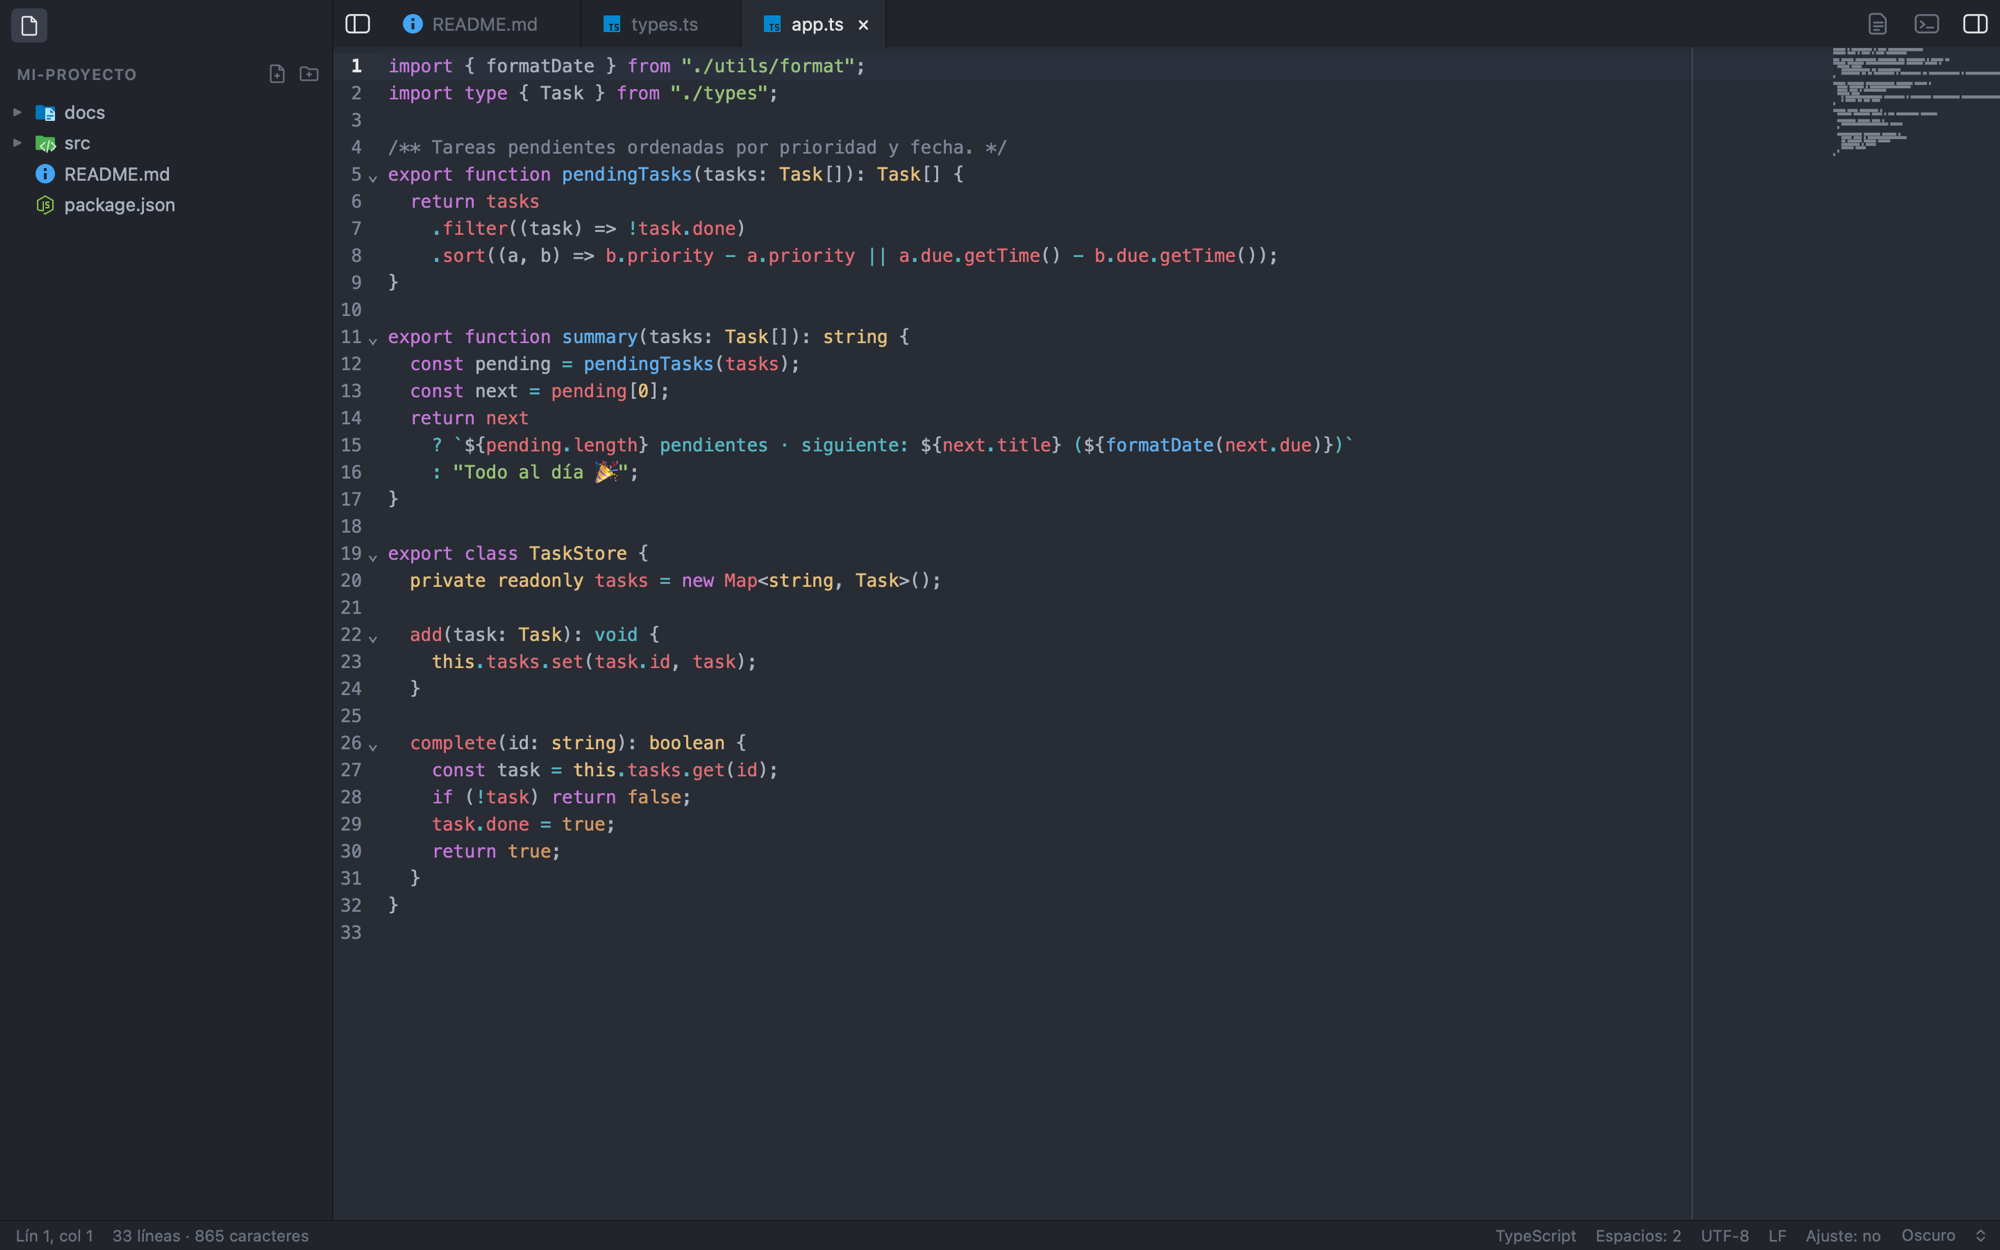 README.md
types.ts
app.ts ×
MI-PROYECTO
docs
src
README.md
package.json
1 import { formatDate } from "./utils/format";
2 import type { Task } from "./types";
3
4 /** Tareas pendientes ordenadas por prioridad y fecha. */
5 export function pendingTasks(tasks: Task[]): Task[] {
6   return tasks
7     .filter((task) => !task.done)
8     .sort((a, b) => b.priority - a.priority || a.due.getTime() - b.due.getTime());
9 }
10
11 export function summary(tasks: Task[]): string {
12   const pending = pendingTasks(tasks);
13   const next = pending[0];
14   return next
15     ? `${pending.length} pendientes · siguiente: ${next.title} (${formatDate(next.due)})`
16     : "Todo al día 🎉";
17 }
18
19 export class TaskStore {
20   private readonly tasks = new Map<string, Task>();
21
22   add(task: Task): void {
23     this.tasks.set(task.id, task);
24   }
25
26   complete(id: string): boolean {
27     const task = this.tasks.get(id);
28     if (!task) return false;
29     task.done = true;
30     return true;
31   }
32 }
33
Lín 1, col 1 33 líneas · 865 caracteres
TypeScript Espacios: 2 UTF-8 LF Ajuste: no Oscuro